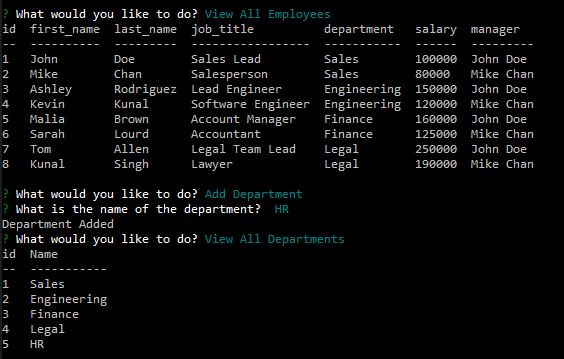 ? What would you like to do? View All Employees
id  first_name  last_name  job_title          department   salary  manager
--  ----------  ---------  -----------------  -----------  ------  ---------
1   John        Doe        Sales Lead         Sales        100000  John Doe
2   Mike        Chan       Salesperson        Sales        80000   Mike Chan
3   Ashley      Rodriguez  Lead Engineer      Engineering  150000  John Doe
4   Kevin       Kunal      Software Engineer  Engineering  120000  Mike Chan
5   Malia       Brown      Account Manager    Finance      160000  John Doe
6   Sarah       Lourd      Accountant         Finance      125000  Mike Chan
7   Tom         Allen      Legal Team Lead    Legal        250000  John Doe
8   Kunal       Singh      Lawyer             Legal        190000  Mike Chan
? What would you like to do? Add Department
? What is the name of the department?  HR
Department Added
? What would you like to do? View All Departments
id  Name
--  -----------
1   Sales
2   Engineering
3   Finance
4   Legal
5   HR